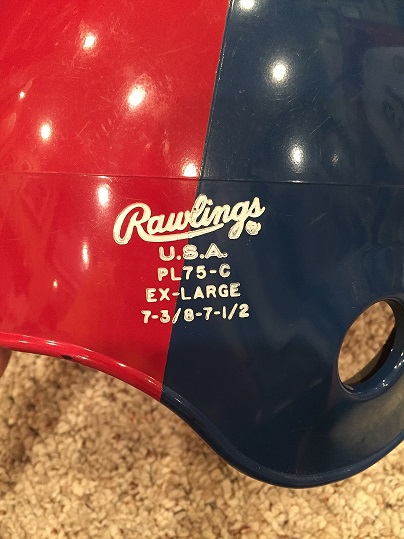 Rawlings
U.S.A.
PL75-C
EX-LARGE
7-3/8-7-1/2